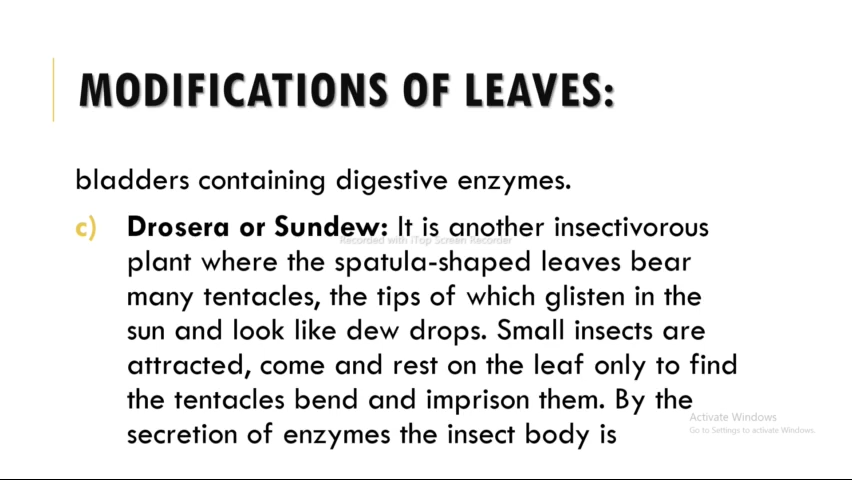 MODIFICATIONS OF LEAVES:
bladders containing digestive enzymes.
c) Drosera or Sundew: It is another insectivorous
Recorded with iTop Screen Recorder
plant where the spatula-shaped leaves bear
many tentacles, the tips of which glisten in the
sun and look like dew drops. Small insects are
attracted, come and rest on the leaf only to find
the tentacles bend and imprison them. By the
Activate Windows
Go to Settings to activate Windows.
secretion of enzymes the insect body is